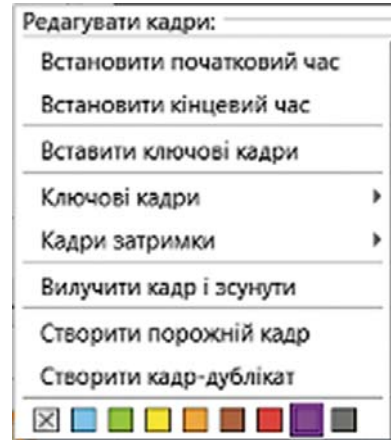 Редагувати кадри:
Встановити початковий час
Встановити кінцевий час
Вставити ключові кадри
Ключові кадри
Кадри затримки
Вилучити кадр і зсунути
Створити порожній кадр
Створити кадр-дублікат